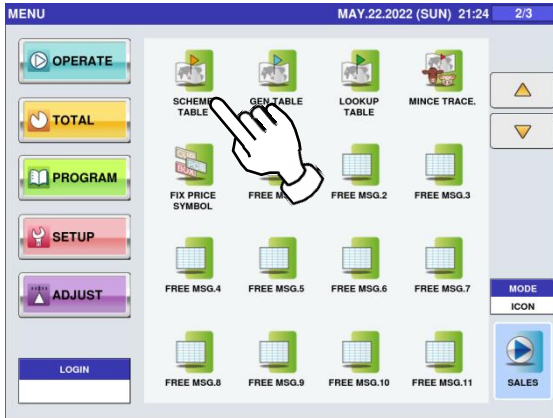 MENU
MAY.22.2022 (SUN) 21:24
2/3
OPERATE
TOTAL
PROGRAM
SETUP
ADJUST
LOGIN
SCHEME
TABLE
GEN TABLE
LOOKUP
TABLE
MINCE TRACE.
FIX PRICE
SYMBOL
FREE
FREE MSG.2
FREE MSG.3
FREE MSG.4
FREE MSG.5
FREE MSG.6
FREE MSG.7
FREE MSG.8
FREE MSG.9
FREE MSG.10
FREE MSG.11
MODE
ICON
SALES